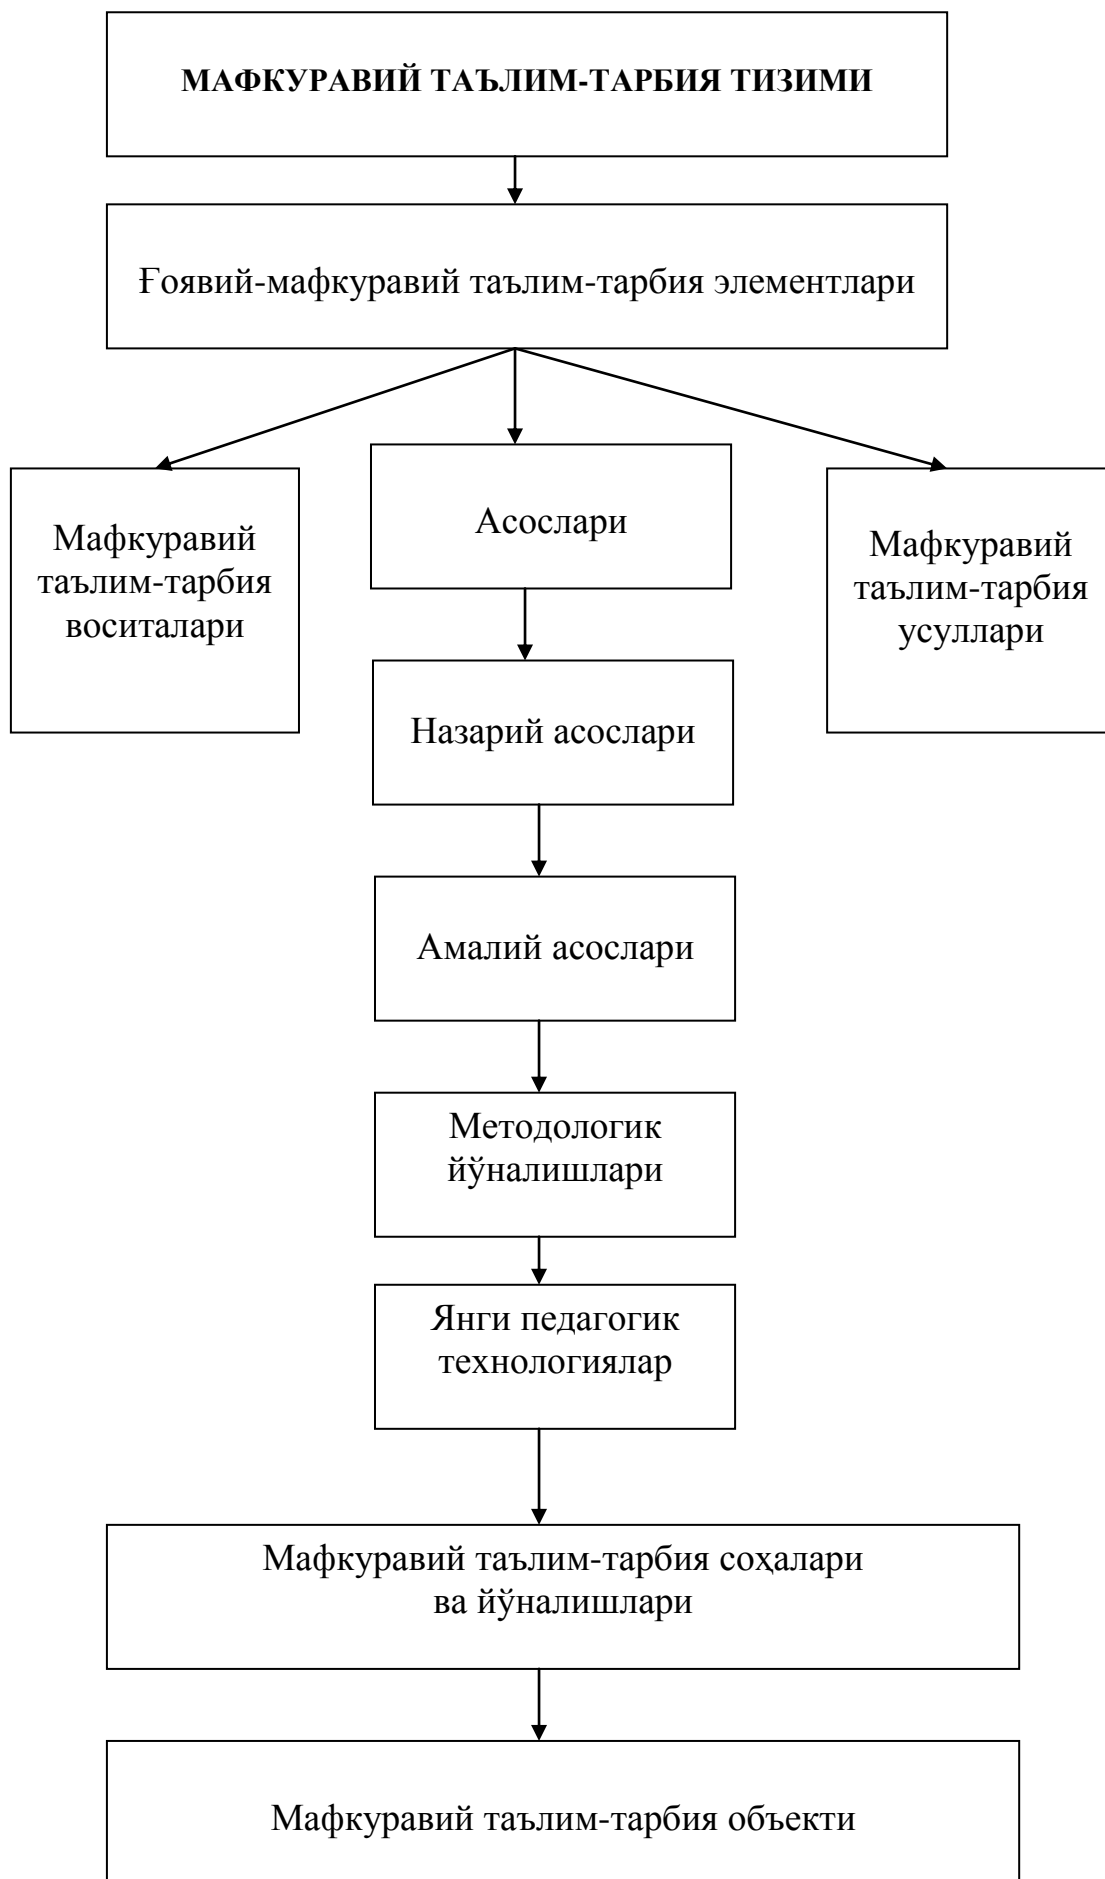 МАФКУРАВИЙ ТАЪЛИМ-ТАРБИЯ ТИЗИМИ
Ғоявий-мафкуравий таълим-тарбия элементлари
Мафкуравий
таълим-тарбия
воситалари
Асослари
Мафкуравий
таълим-тарбия
усуллари
Назарий асослари
Амалий асослари
Методологик
йўналишлари
Янги педагогик
технологиялар
Мафкуравий таълим-тарбия соҳалари
ва йўналишлари
Мафкуравий таълим-тарбия объекти